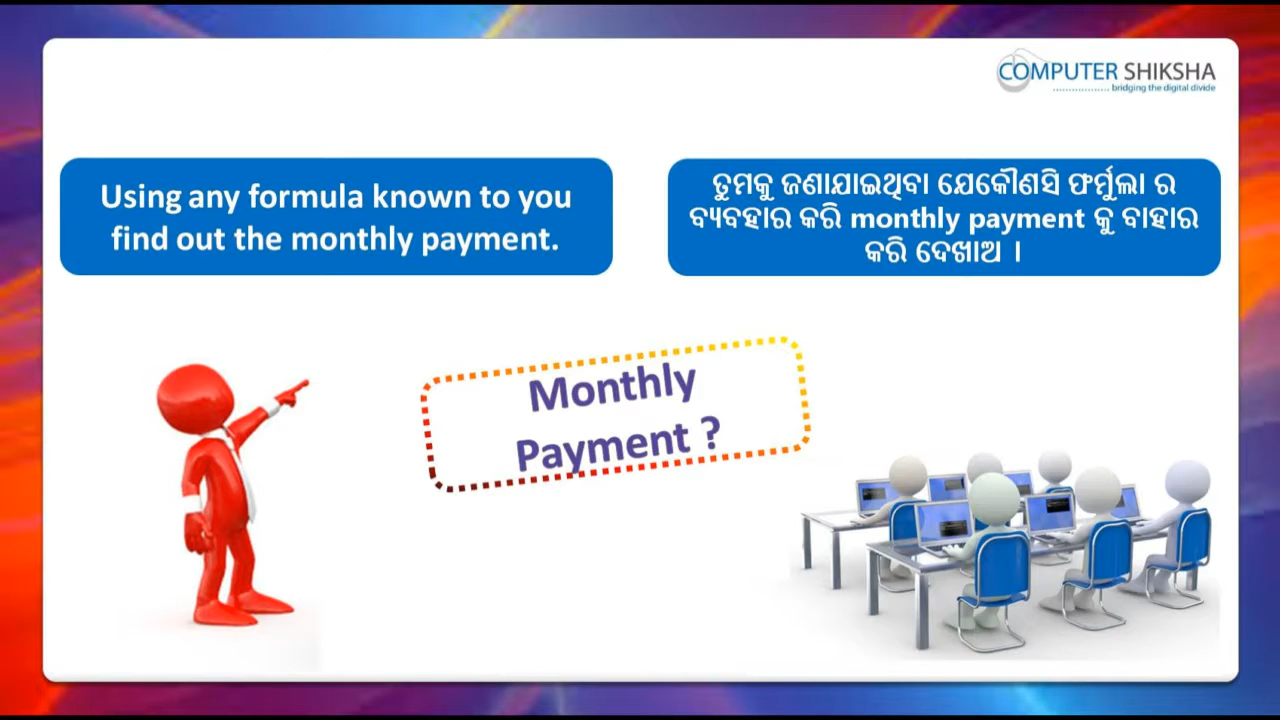 COMPUTER SHIKSHA
bridging the digital divide
Using any formula known to you
find out the monthly payment.
ତୁମକୁ ଜଣାଯାଇଥିବା ଯେକୌଣସି ଫର୍ମୁଲା ର
ବ୍ୟବହାର କରି monthly payment କୁ ବାହାର
କରି ଦେଖାଅ ।
Monthly
Payment ?